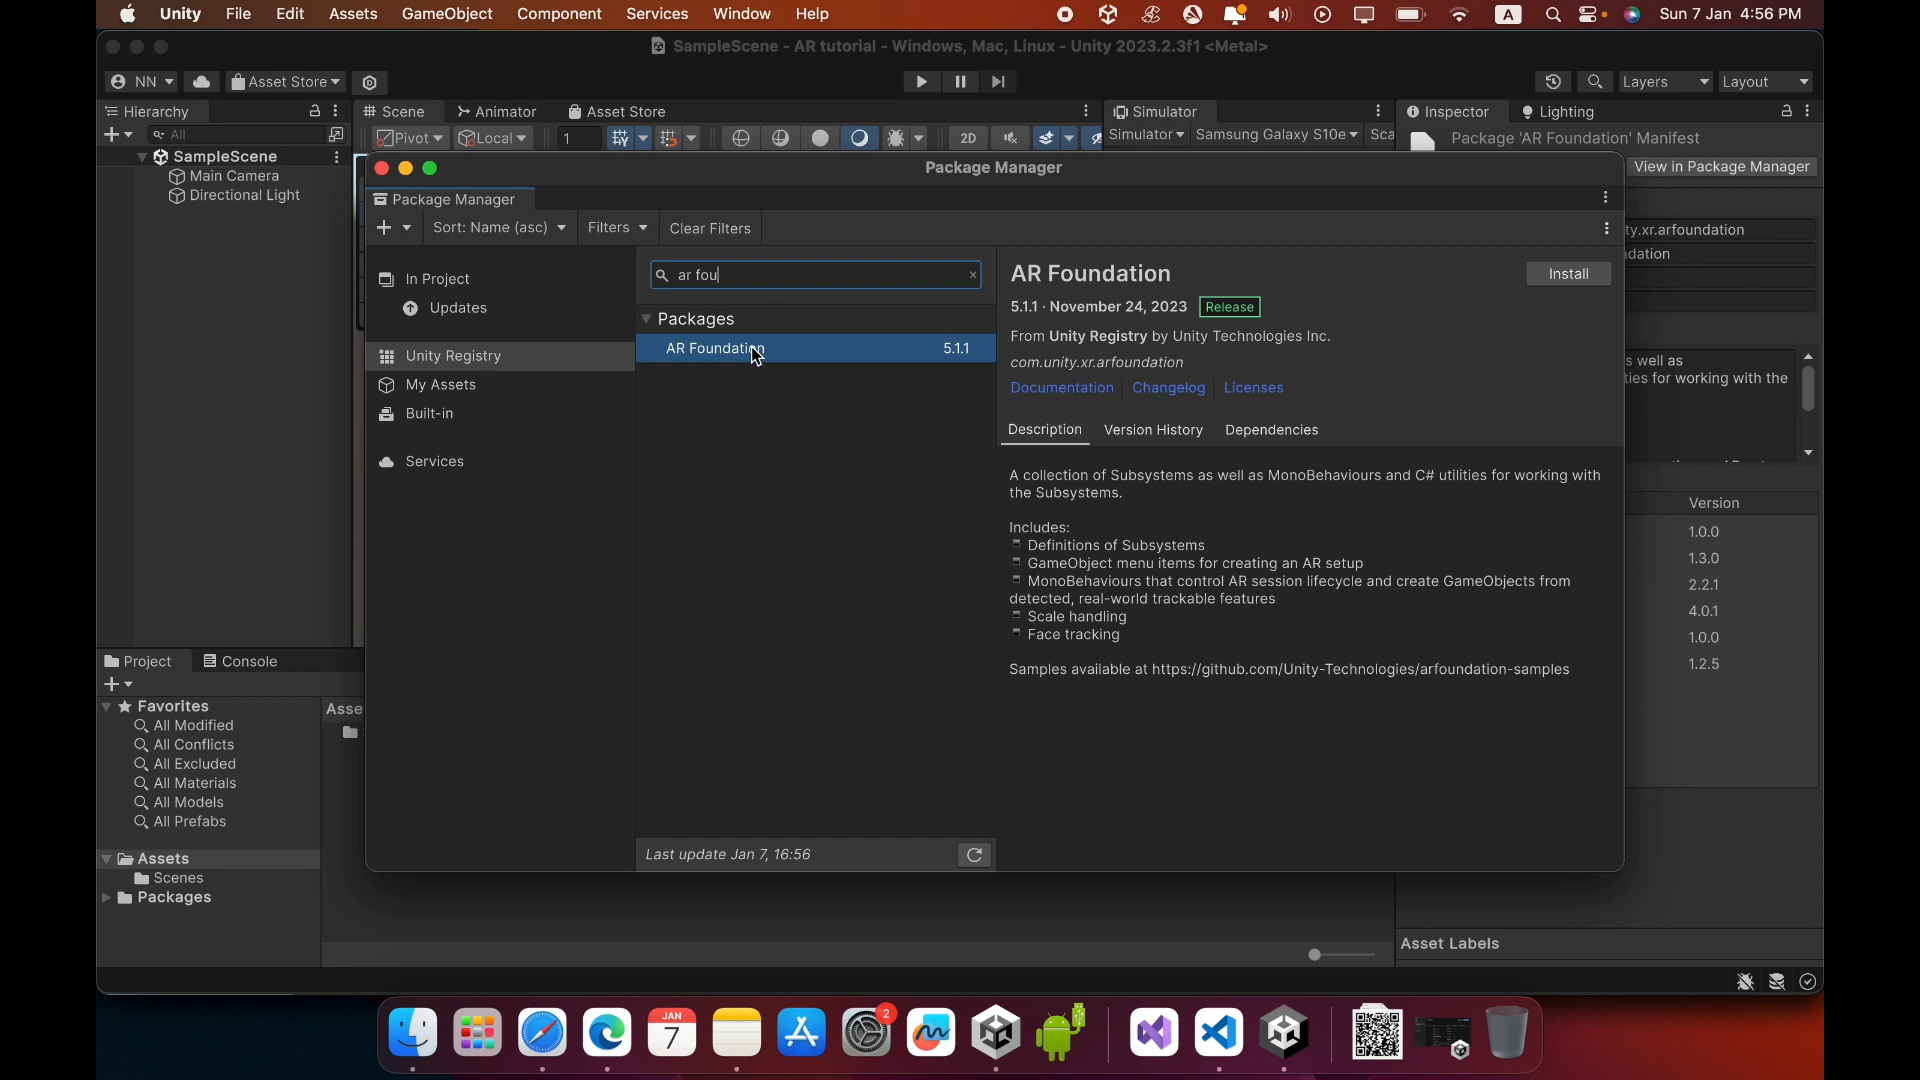 Unity File Edit Assets GameObject Component Services Window Help A Sun 7 Jan 4:56 PM
SampleScene - AR tutorial - Windows, Mac, Linux - Unity 2023.2.3f1 <Metal>
NN Asset Store Layers Layout
Hierarchy Scene Animator Asset Store Simulator Inspector Lighting
All Pivot Local 1 2D Simulator Samsung Galaxy S10e Sca Package 'AR Foundation' Manifest
SampleScene
Main Camera
Directional Light
Package Manager
View in Package Manager
Package Manager
Sort: Name (asc) Filters Clear Filters
ty.xr.arfoundation
dation
In Project
Updates
Unity Registry
My Assets
Built-in
Services
ar fou
Packages
AR Foundation 5.1.1
Last update Jan 7, 16:56
AR Foundation Install
5.1.1 · November 24, 2023 Release
From Unity Registry by Unity Technologies Inc.
com.unity.xr.arfoundation
Documentation Changelog Licenses
Description Version History Dependencies
A collection of Subsystems as well as MonoBehaviours and C# utilities for working with
the Subsystems.
Includes:
Definitions of Subsystems
GameObject menu items for creating an AR setup
MonoBehaviours that control AR session lifecycle and create GameObjects from
detected, real-world trackable features
Scale handling
Face tracking
Samples available at https://github.com/Unity-Technologies/arfoundation-samples
s well as
ties for working with the
Version
1.0.0
1.3.0
2.2.1
4.0.1
1.0.0
1.2.5
Project Console
Favorites
All Modified
All Conflicts
All Excluded
All Materials
All Models
All Prefabs
Assets
Scenes
Packages
Asse
Asset Labels
JAN
7
2